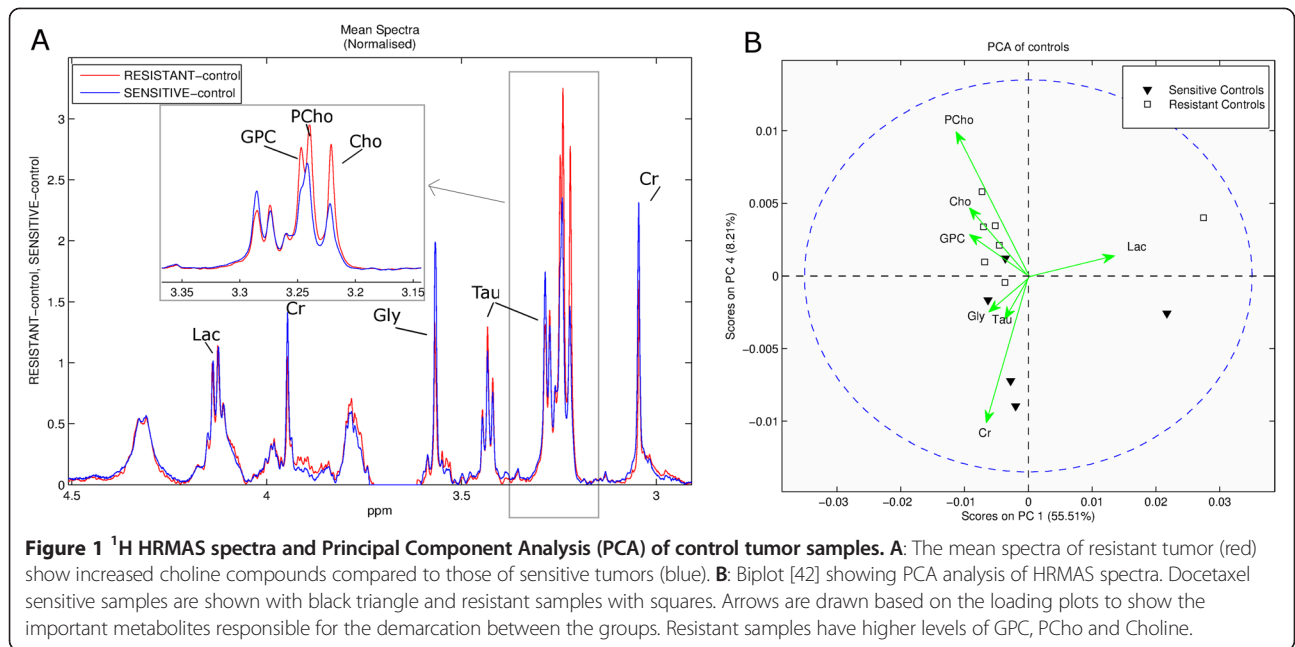 A
Mean Spectra
(Normalised)
RESISTANT−control
SENSITIVE−control
RESISTANT−control, SENSITIVE−control
3
2.5
2
1.5
1
0.5
0
PCho
GPC
Cho
3.35
3.3
3.25
3.2
3.15
Lac
Cr
Gly
Tau
Cr
4.5
4
3.5
3
ppm
B
PCA of controls
Sensitive Controls
Resistant Controls
Scores on PC 4 (8.21%)
0.01
0.005
0
−0.005
−0.01
PCho
Cho
GPC
Lac
Gly
Tau
Cr
−0.03
−0.02
−0.01
0
0.01
0.02
0.03
Scores on PC 1 (55.51%)
Figure 1 ¹H HRMAS spectra and Principal Component Analysis (PCA) of control tumor samples. A: The mean spectra of resistant tumor (red)
show increased choline compounds compared to those of sensitive tumors (blue). B: Biplot [42] showing PCA analysis of HRMAS spectra. Docetaxel
sensitive samples are shown with black triangle and resistant samples with squares. Arrows are drawn based on the loading plots to show the
important metabolites responsible for the demarcation between the groups. Resistant samples have higher levels of GPC, PCho and Choline.